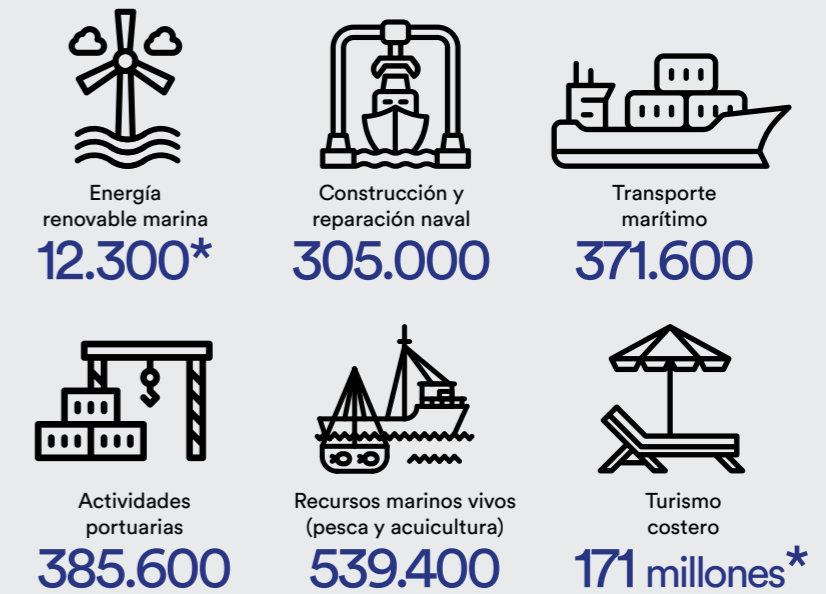 Energía
renovable marina
12.300*
Construcción y
reparación naval
305.000
Transporte
marítimo
371.600
Actividades
portuarias
385.600
Recursos marinos vivos
(pesca y acuicultura)
539.400
Turismo
costero
171 millones*